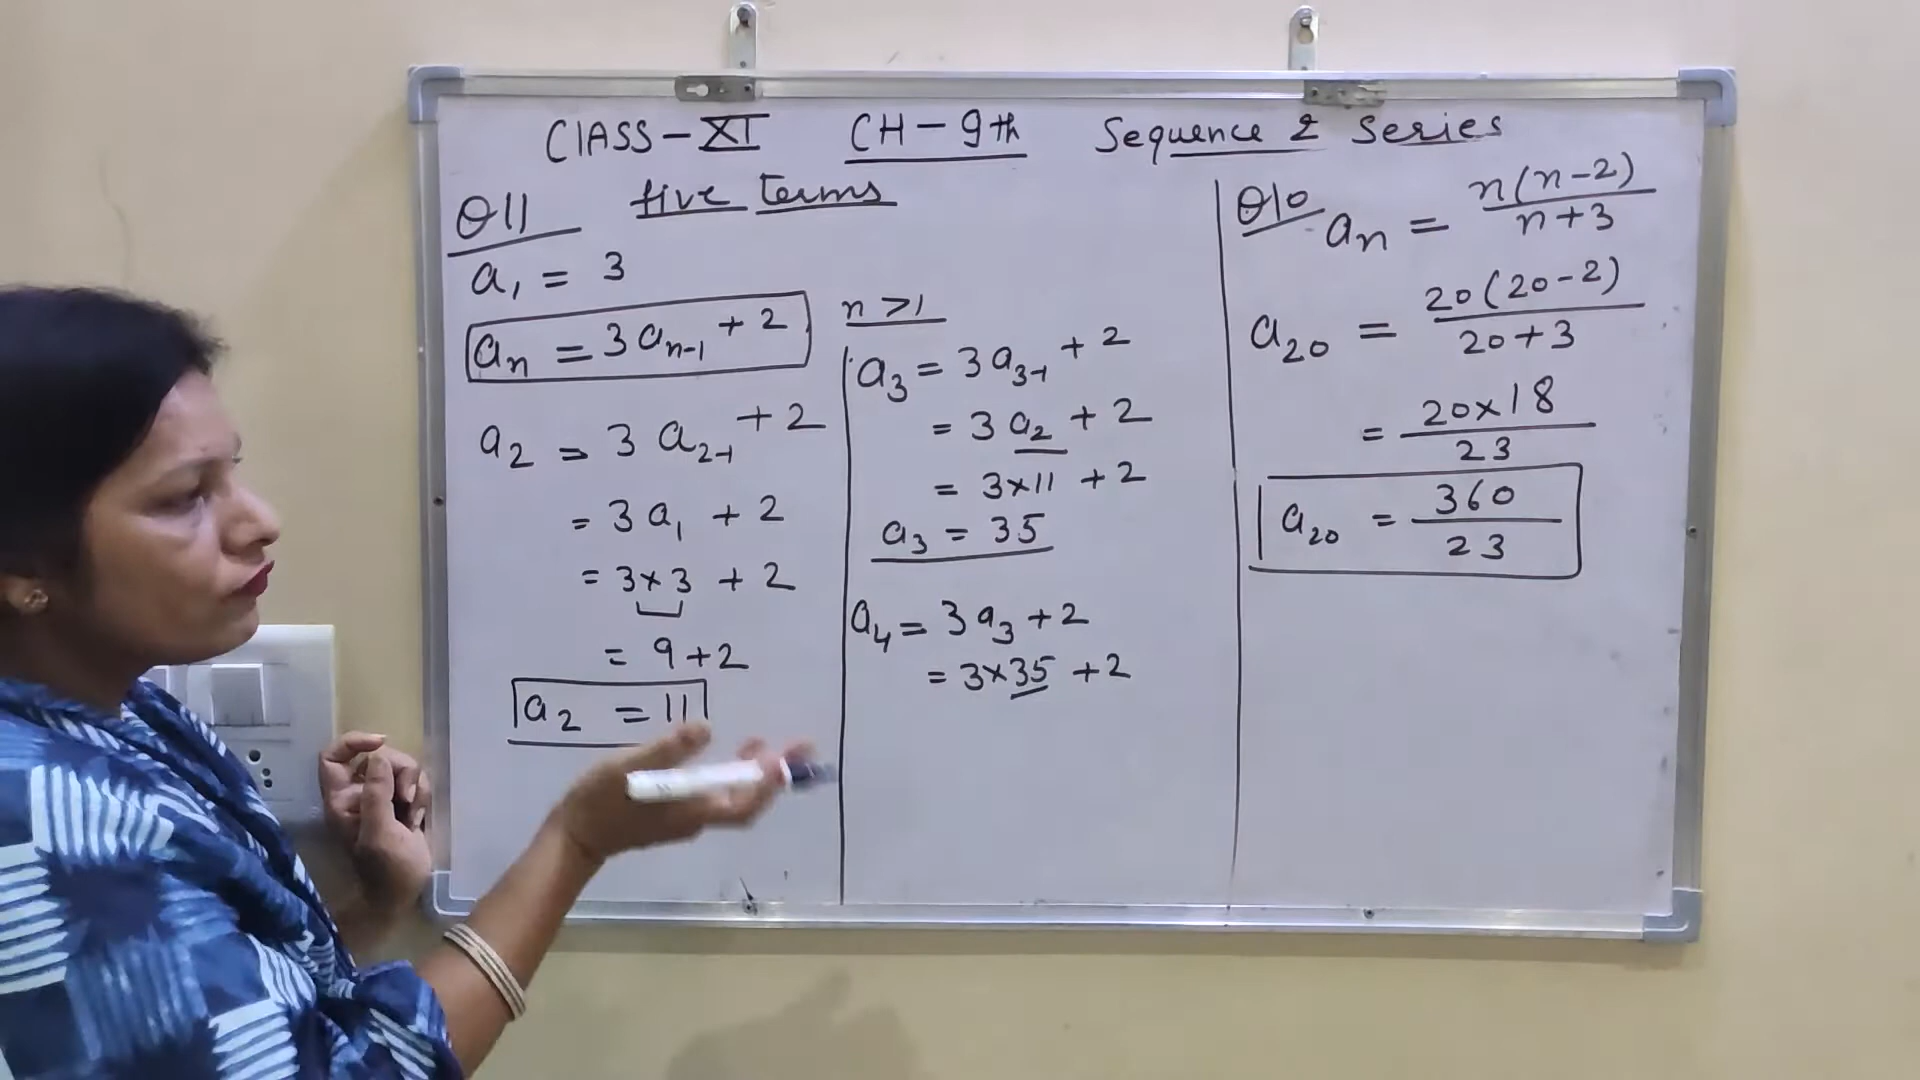 CLASS-XI CH-9th Sequence & Series
Q11 five terms
a₁ = 3
aₙ = 3aₙ₋₁ + 2
a₂ = 3 a₂₋₁ + 2
= 3 a₁ + 2
= 3×3 + 2
= 9+2
a₂ = 11
n >1
a₃ = 3 a₃₋₁ + 2
= 3 a₂ + 2
= 3×11 + 2
a₃ = 35
a₄ = 3 a₃ + 2
= 3×35 + 2
Q10 aₙ = n(n-2)/n+3
a₂₀ = 20(20-2)/20+3
= 20×18/23
a₂₀ = 360/23